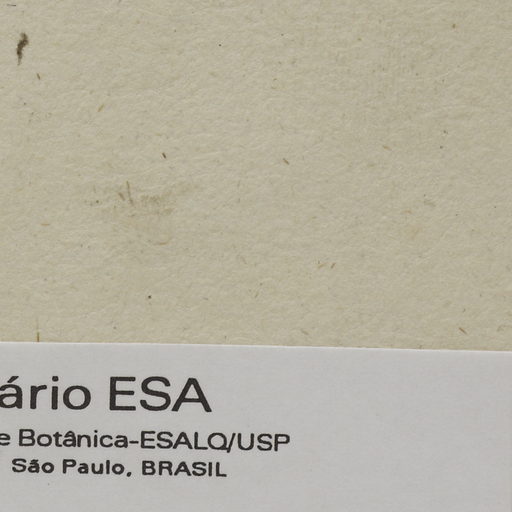 ário ESA
e Botânica-ESALQ/USP
São Paulo, BRASIL